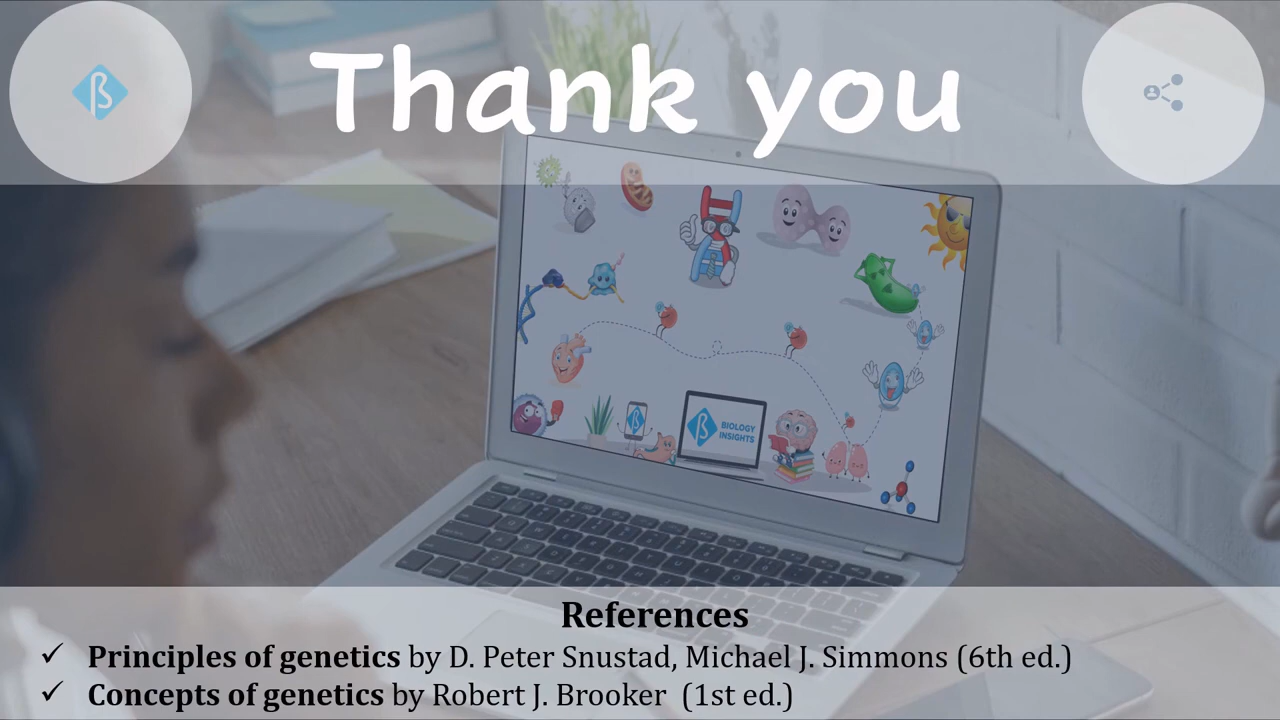 Thank you
β
β
BIOLOGY
INSIGHTS
References
✓ Principles of genetics by D. Peter Snustad, Michael J. Simmons (6th ed.)
✓ Concepts of genetics by Robert J. Brooker (1st ed.)